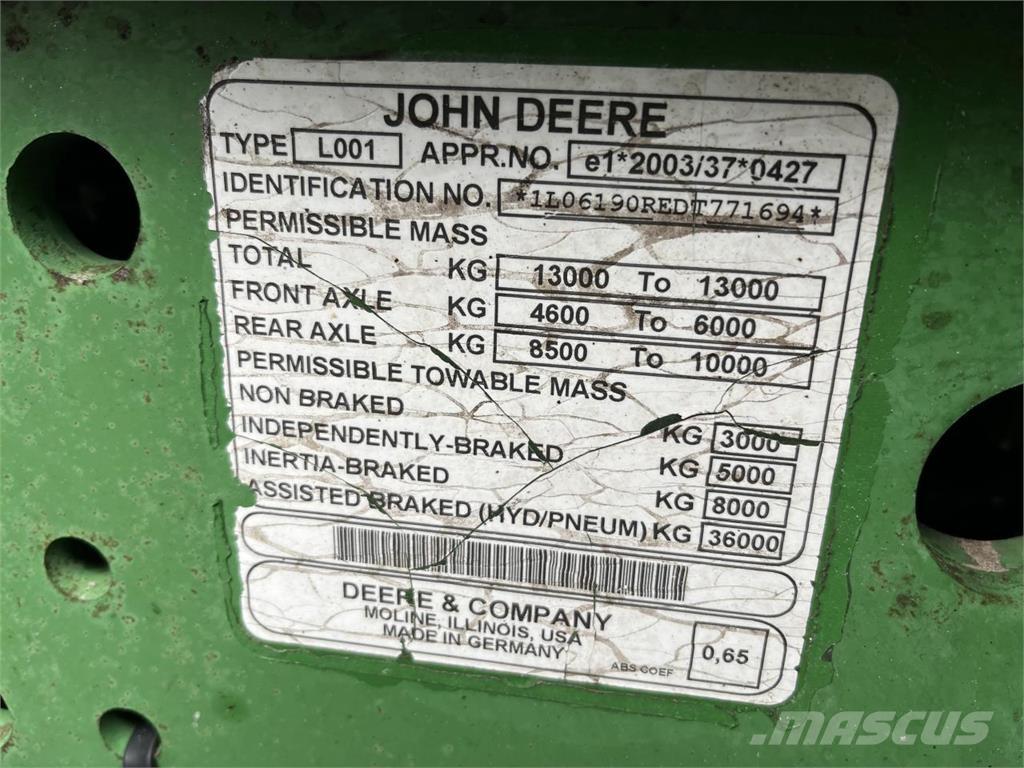 JOHN DEERE
TYPE L001 APPR.NO. e1*2003/37*0427
IDENTIFICATION NO. *1L06190REDT771694*
PERMISSIBLE MASS
TOTAL KG 13000 To 13000
FRONT AXLE KG 4600 To 6000
REAR AXLE KG 8500 To 10000
PERMISSIBLE TOWABLE MASS
NON BRAKED KG 3000
INDEPENDENTLY-BRAKED KG 5000
INERTIA-BRAKED KG 8000
ASSISTED BRAKED (HYD/PNEUM) KG 36000
DEERE & COMPANY
MOLINE, ILLINOIS, USA
MADE IN GERMANY
ABS COEF 0,65
MASCUS